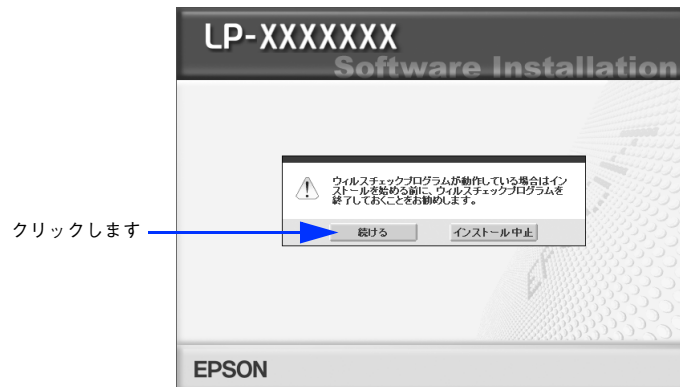 LP-XXXXXXX
Software Installation
ウィルスチェックプログラムが動作している場合はイン
ストールを始める前に、ウィルスチェックプログラムを
終了しておくことをお勧めします。
クリックします
続ける
インストール中止
EPSON